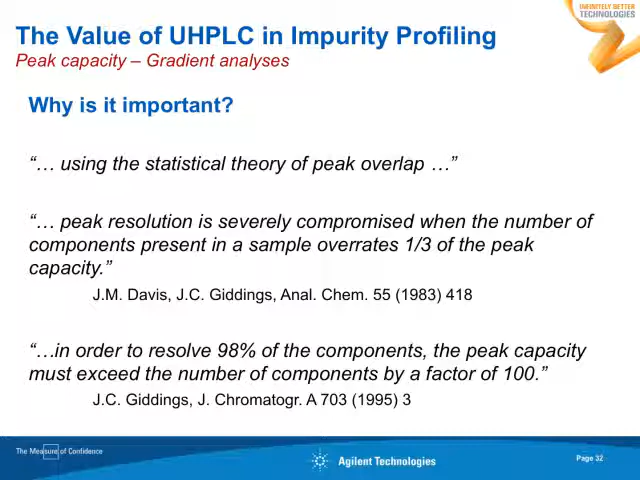 INFINITELY BETTER
TECHNOLOGIES
The Value of UHPLC in Impurity Profiling
Peak capacity – Gradient analyses
Why is it important?
“… using the statistical theory of peak overlap …”
“… peak resolution is severely compromised when the number of
components present in a sample overrates 1/3 of the peak
capacity.”
J.M. Davis, J.C. Giddings, Anal. Chem. 55 (1983) 418
“…in order to resolve 98% of the components, the peak capacity
must exceed the number of components by a factor of 100.”
J.C. Giddings, J. Chromatogr. A 703 (1995) 3
The Measure of Confidence
Agilent Technologies
Page 32